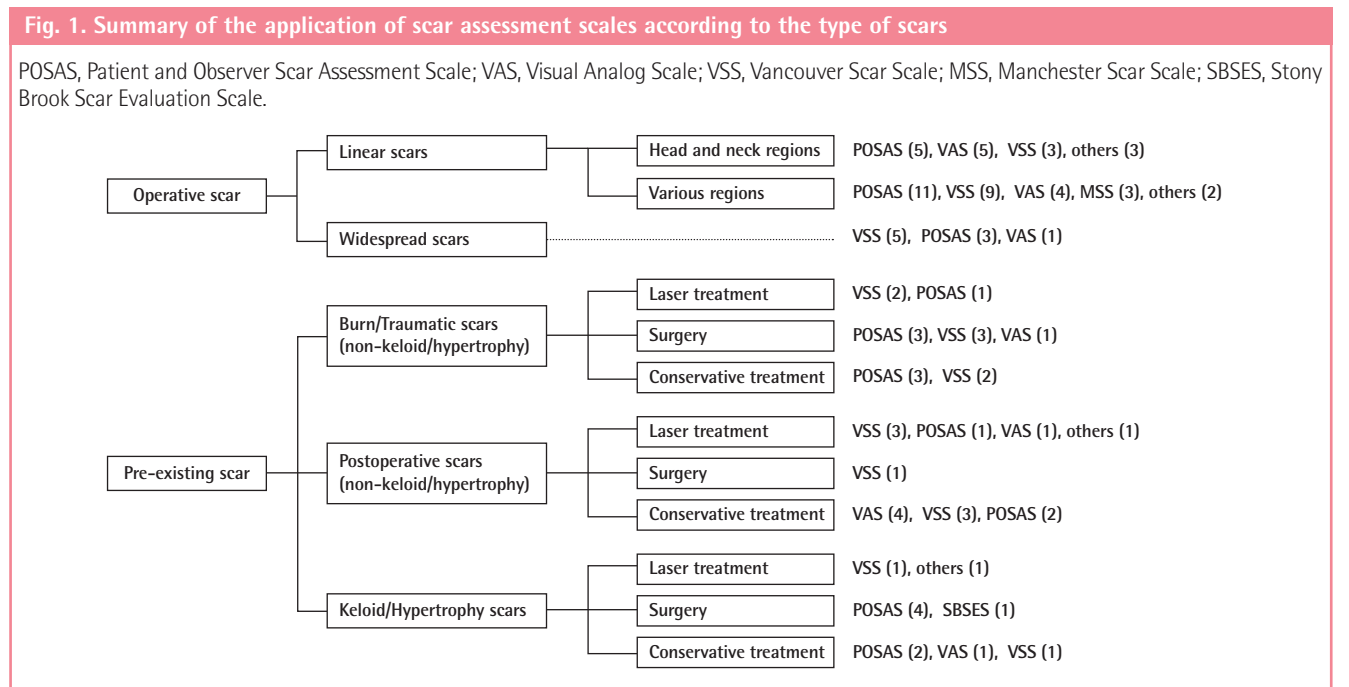 Fig. 1. Summary of the application of scar assessment scales according to the type of scars
POSAS, Patient and Observer Scar Assessment Scale; VAS, Visual Analog Scale; VSS, Vancouver Scar Scale; MSS, Manchester Scar Scale; SBSES, Stony
Brook Scar Evaluation Scale.
Operative scar
Linear scars
Head and neck regions
POSAS (5), VAS (5), VSS (3), others (3)
Various regions
POSAS (11), VSS (9), VAS (4), MSS (3), others (2)
Widespread scars
VSS (5), POSAS (3), VAS (1)
Pre-existing scar
Burn/Traumatic scars
(non-keloid/hypertrophy)
Laser treatment
VSS (2), POSAS (1)
Surgery
POSAS (3), VSS (3), VAS (1)
Conservative treatment
POSAS (3), VSS (2)
Postoperative scars
(non-keloid/hypertrophy)
Laser treatment
VSS (3), POSAS (1), VAS (1), others (1)
Surgery
VSS (1)
Conservative treatment
VAS (4), VSS (3), POSAS (2)
Keloid/Hypertrophy scars
Laser treatment
VSS (1), others (1)
Surgery
POSAS (4), SBSES (1)
Conservative treatment
POSAS (2), VAS (1), VSS (1)